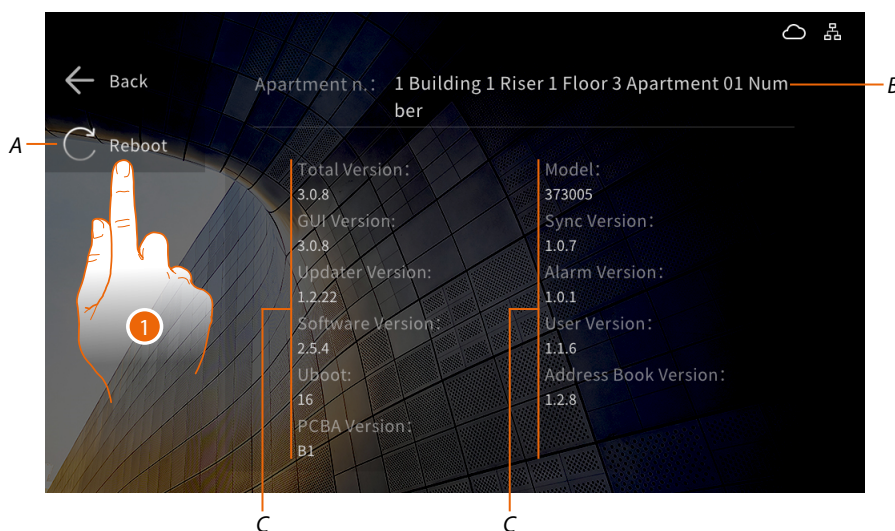 Back
Apartment n.: 1 Building 1 Riser 1 Floor 3 Apartment 01 Num
ber
B
A
Reboot
Total Version:
3.0.8
GUI Version:
3.0.8
Updater Version:
1.2.22
Software Version:
2.5.4
Uboot:
16
PCBA Version:
B1
Model:
373005
Sync Version:
1.0.7
Alarm Version:
1.0.1
User Version:
1.1.6
Address Book Version:
1.2.8
1
C
C